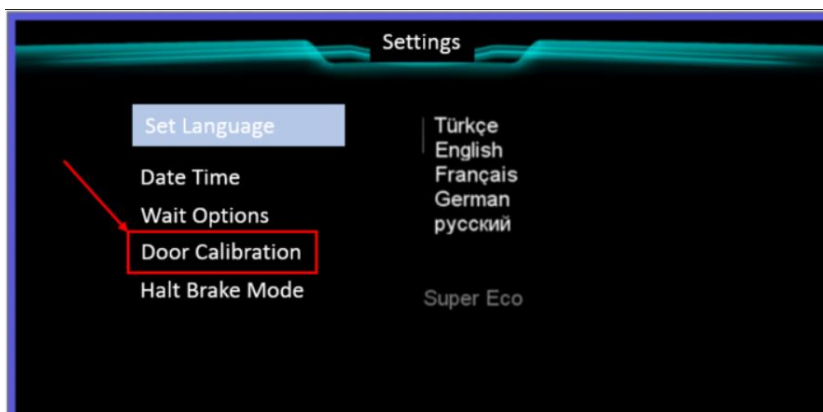 Settings
Set Language
Date Time
Wait Options
Door Calibration
Halt Brake Mode
Türkçe
English
Français
German
русский
Super Eco